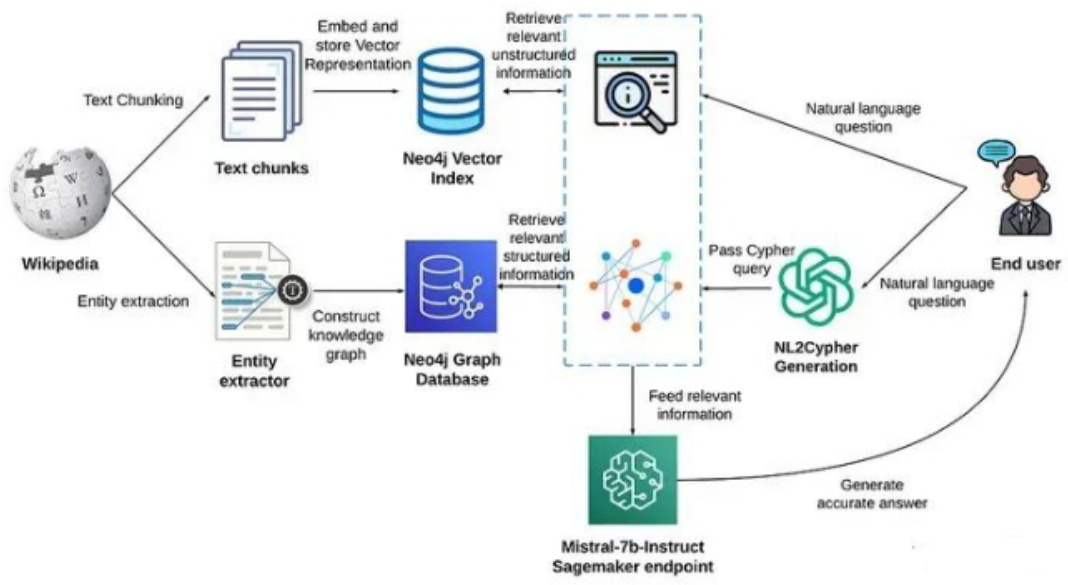 Embed and
store Vector
Representation
Retrieve
relevant
unstructured
information
Text Chunking
Natural language
question
Text chunks
Neo4j Vector
Index
Wikipedia
Retrieve
relevant
structured
information
Pass Cypher
query
End user
Entity extraction
Natural language
question
Construct
knowledge
graph
Entity
extractor
Neo4j Graph
Database
NL2Cypher
Generation
Feed relevant
information
Generate
accurate answer
Mistral-7b-Instruct
Sagemaker endpoint